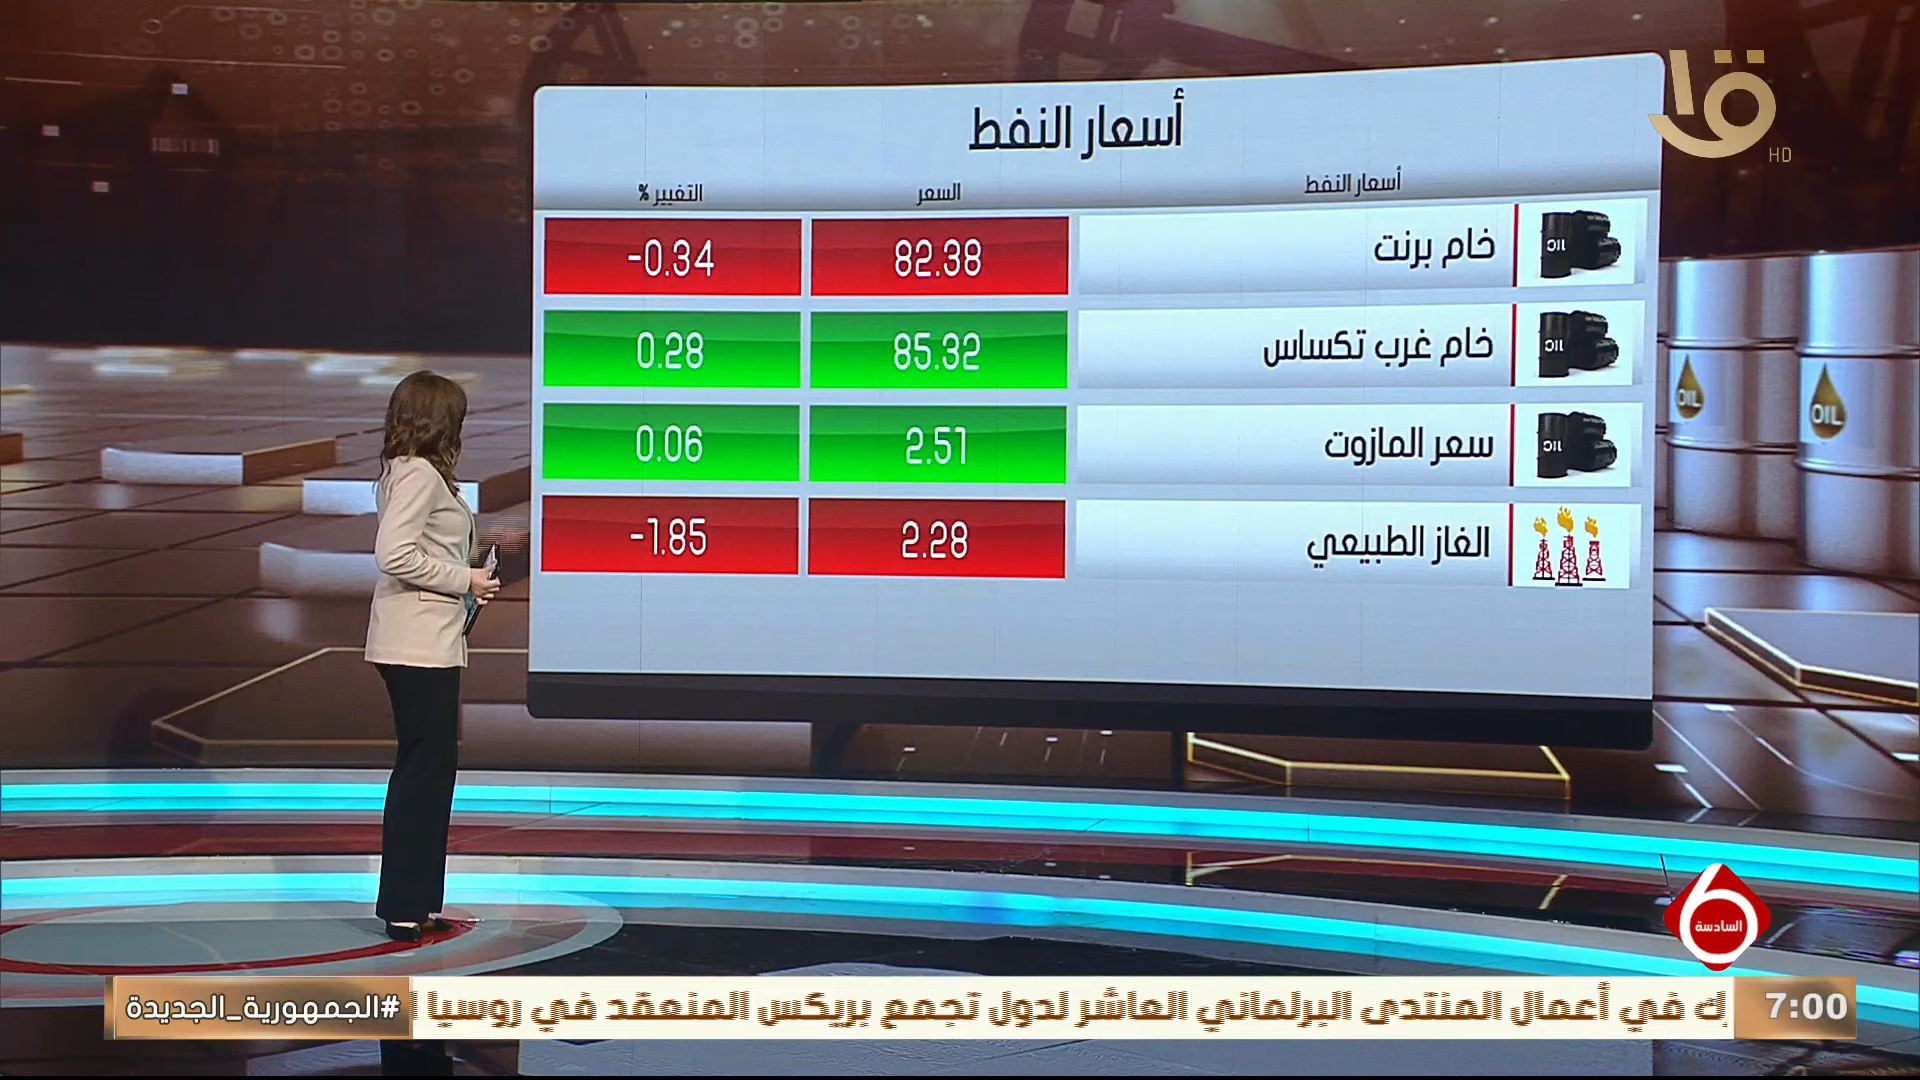 أسعار النفط
أسعار النفط السعر التغيير %
خام برنت 82.38 -0.34
خام غرب تكساس 85.32 0.28
سعر المازوت 2.51 0.06
الغاز الطبيعي 2.28 -1.85
HD
OIL
OIL
السادسة
7:00
ك في أعمال المنتدى البرلماني العاشر لدول تجمع بريكس المنعقد في روسيا
#الجمهورية_الجديدة